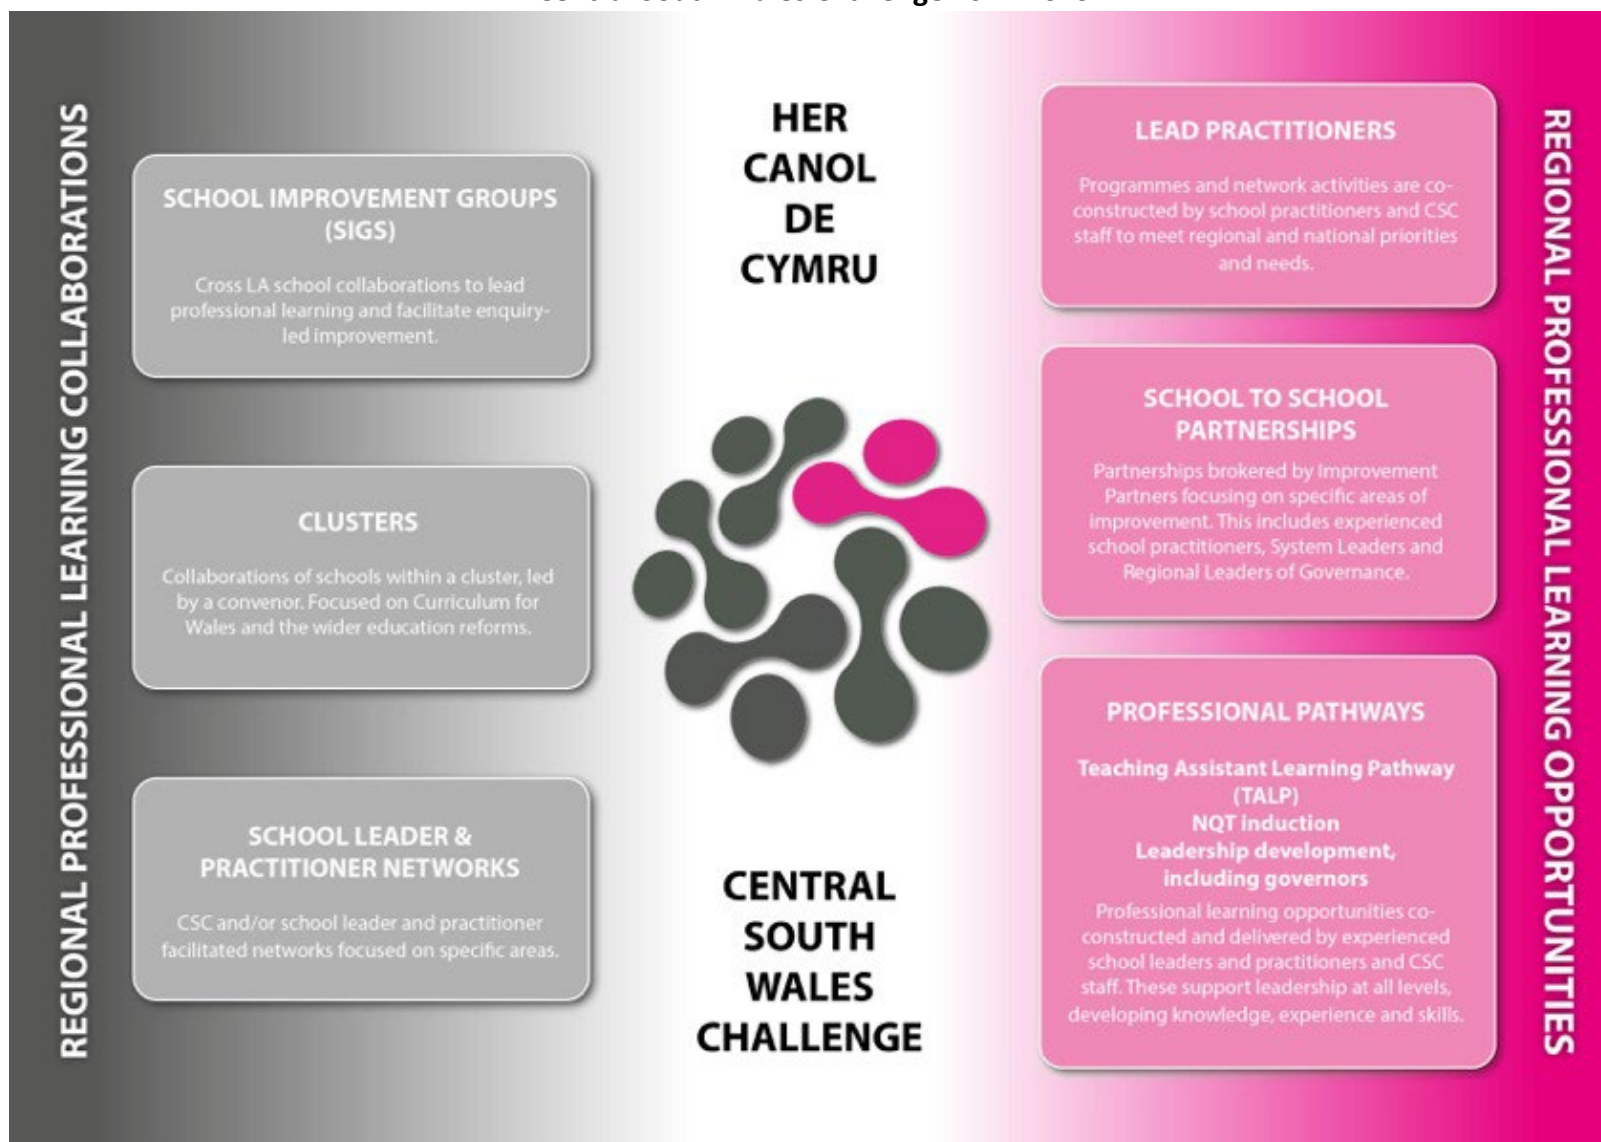 REGIONAL PROFESSIONAL LEARNING COLLABORATIONS
SCHOOL IMPROVEMENT GROUPS
(SIGS)
Cross LA school collaborations to lead
professional learning and facilitate enquiry-
led improvement.
CLUSTERS
Collaborations of schools within a cluster, led
by a convenor. Focused on Curriculum for
Wales and the wider education reforms.
SCHOOL LEADER &
PRACTITIONER NETWORKS
CSC and/or school leader and practitioner
facilitated networks focused on specific areas.
HER
CANOL
DE
CYMRU
CENTRAL
SOUTH
WALES
CHALLENGE
LEAD PRACTITIONERS
Programmes and network activities are co-
constructed by school practitioners and CSC
staff to meet regional and national priorities
and needs.
SCHOOL TO SCHOOL
PARTNERSHIPS
Partnerships brokered by Improvement
Partners focusing on specific areas of
improvement. This includes experienced
school practitioners, System Leaders and
Regional Leaders of Governance.
PROFESSIONAL PATHWAYS
Teaching Assistant Learning Pathway
(TALP)
NQT induction
Leadership development,
including governors
Professional learning opportunities co-
constructed and delivered by experienced
school leaders and practitioners and CSC
staff. These support leadership at all levels,
developing knowledge, experience and skills.
REGIONAL PROFESSIONAL LEARNING OPPORTUNITIES